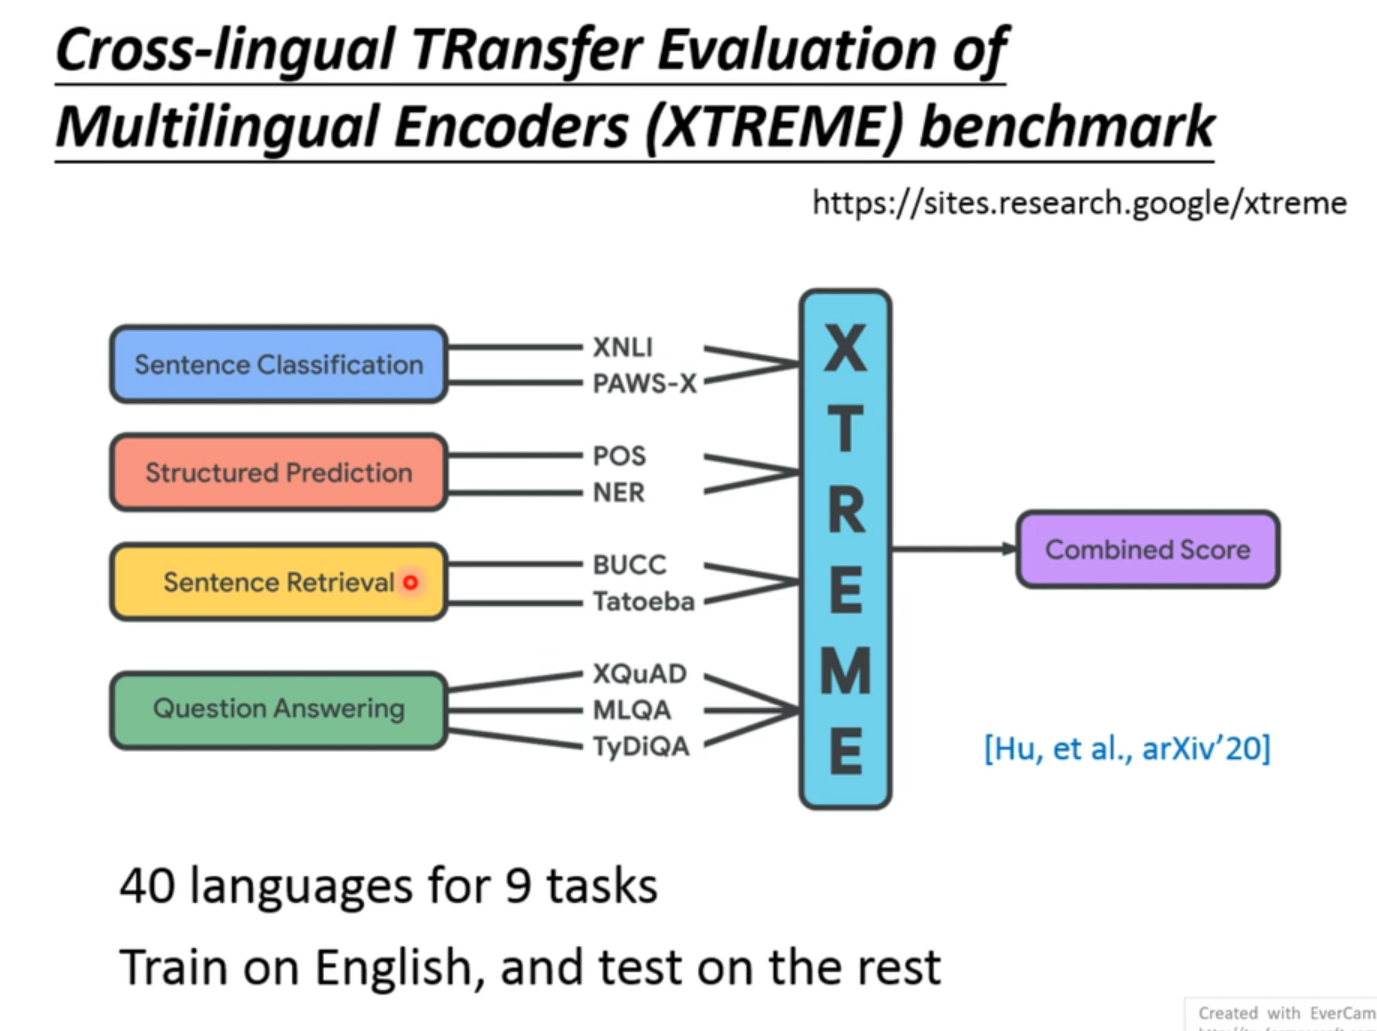 Cross-lingual TRansfer Evaluation of
Multilingual Encoders (XTREME) benchmark
https://sites.research.google/xtreme
Sentence Classification
XNLI
PAWS-X
Structured Prediction
POS
NER
Sentence Retrieval
BUCC
Tatoeba
Question Answering
XQuAD
MLQA
TyDiQA
X
T
R
E
M
E
Combined Score
[Hu, et al., arXiv’20]
40 languages for 9 tasks
Train on English, and test on the rest
Created with EverCam